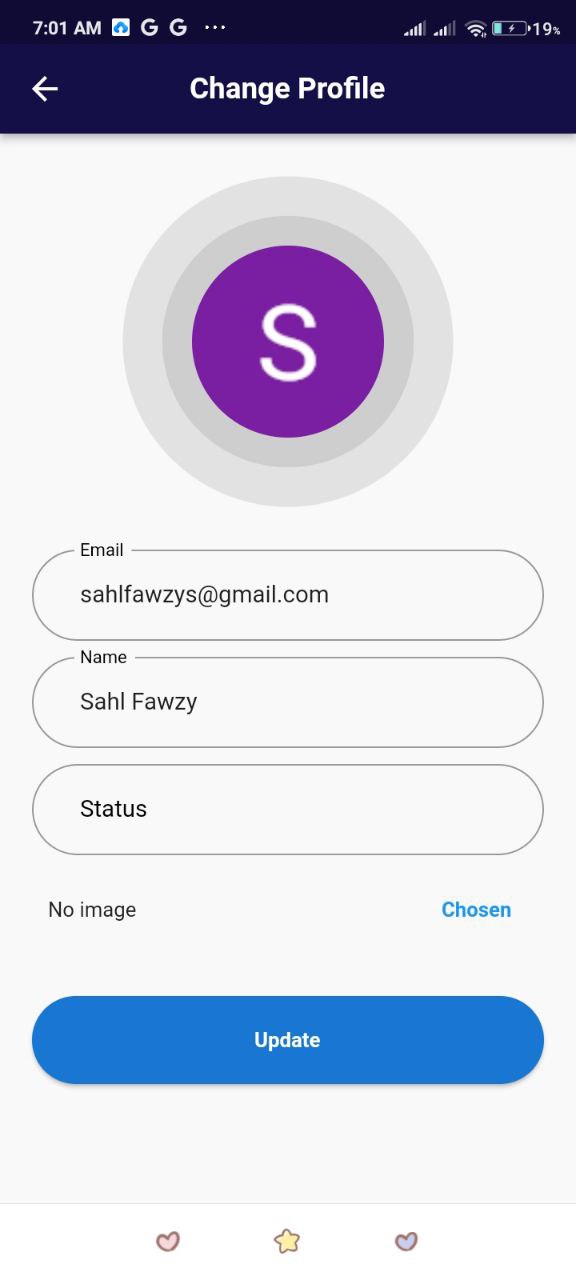 7:01 AM G G ... 19%
Change Profile
S
Email
sahlfawzys@gmail.com
Name
Sahl Fawzy
Status
No image Chosen
Update